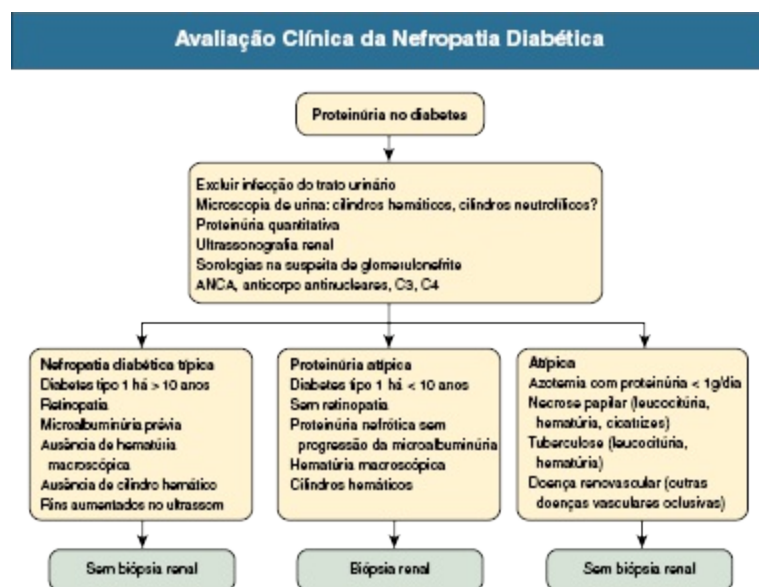 Avaliação Clínica da Nefropatia Diabética
Proteinúria no diabetes
Excluir infecção do trato urinário
Microscopia de urina: cilindros hemáticos, cilindros neutrofílicos?
Proteinúria quantitativa
Ultrassonografia renal
Sorologias na suspeita de glomerulonefrite
ANCA, anticorpo antinucleares, C3, C4
Nefropatia diabética típica
Diabetes tipo 1 há > 10 anos
Retinopatia
Microalbuminúria prévia
Ausência de hematúria
macroscópica
Ausência de cilindro hemático
Rins aumentados no ultrassom
Sem biópsia renal
Proteinúria atípica
Diabetes tipo 1 há < 10 anos
Sem retinopatia
Proteinúria nefrótica sem
progressão da microalbuminúria
Hematúria macroscópica
Cilindros hemáticos
Biópsia renal
Atípica
Azotemia com proteinúria < 1g/dia
Necrose papilar (leucocitúria,
hematúria, cicatrizes)
Tuberculose (leucocitúria,
hematúria)
Doença renovascular (outras
doenças vasculares oclusivas)
Sem biópsia renal